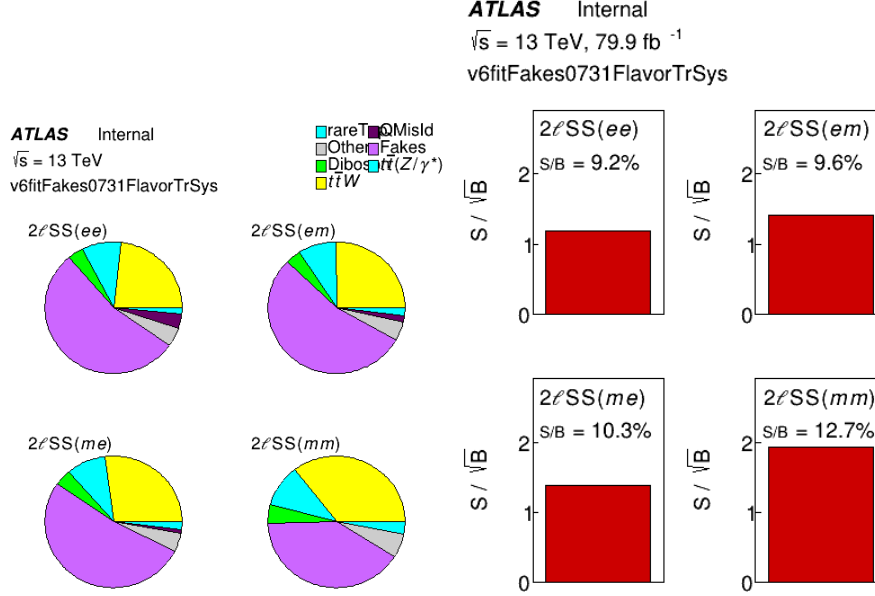 ATLAS Internal
√s = 13 TeV
v6fitFakes0731FlavorTrSys
QMisId
Other Fakes
tt̄(Z/γ*)
tt̄W
2ℓSS(ee)
2ℓSS(em)
2ℓSS(me)
2ℓSS(mm)
ATLAS Internal
√s = 13 TeV, 79.9 fb⁻¹
v6fitFakes0731FlavorTrSys
2ℓSS(ee)
S/B = 9.2%
S / √B
2
1
0
2ℓSS(em)
S/B = 9.6%
S / √B
2
1
0
2ℓSS(me)
S/B = 10.3%
S / √B
2
1
0
2ℓSS(mm)
S/B = 12.7%
S / √B
2
1
0